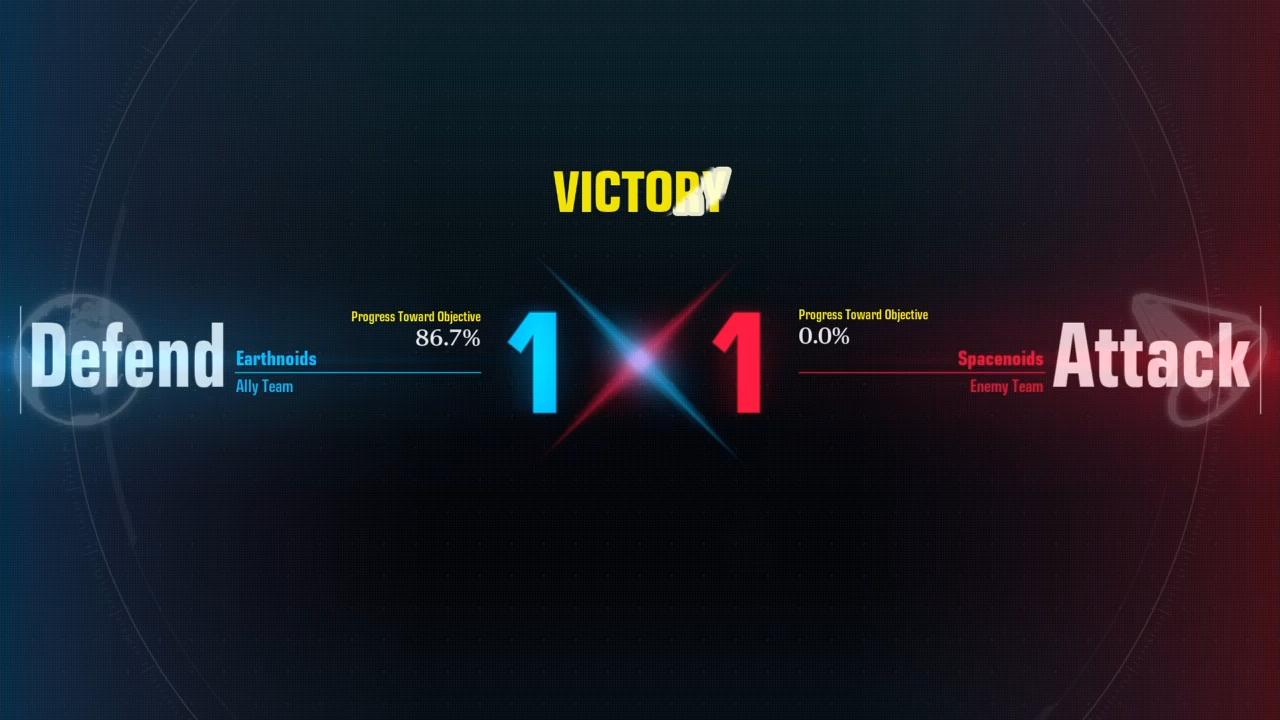 VICTORY
Progress Toward Objective
86.7%
1
1
Progress Toward Objective
0.0%
Defend
Earthnoids
Ally Team
Spacenoids
Enemy Team
Attack